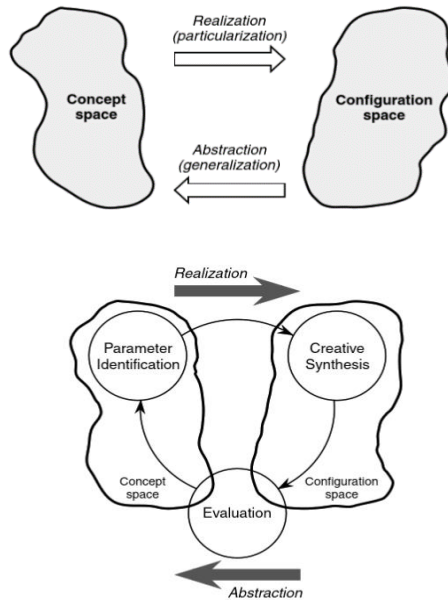 Realization
(particularization)
Concept
space
Configuration
space
Abstraction
(generalization)
Realization
Parameter
Identification
Creative
Synthesis
Concept
space
Configuration
space
Evaluation
Abstraction